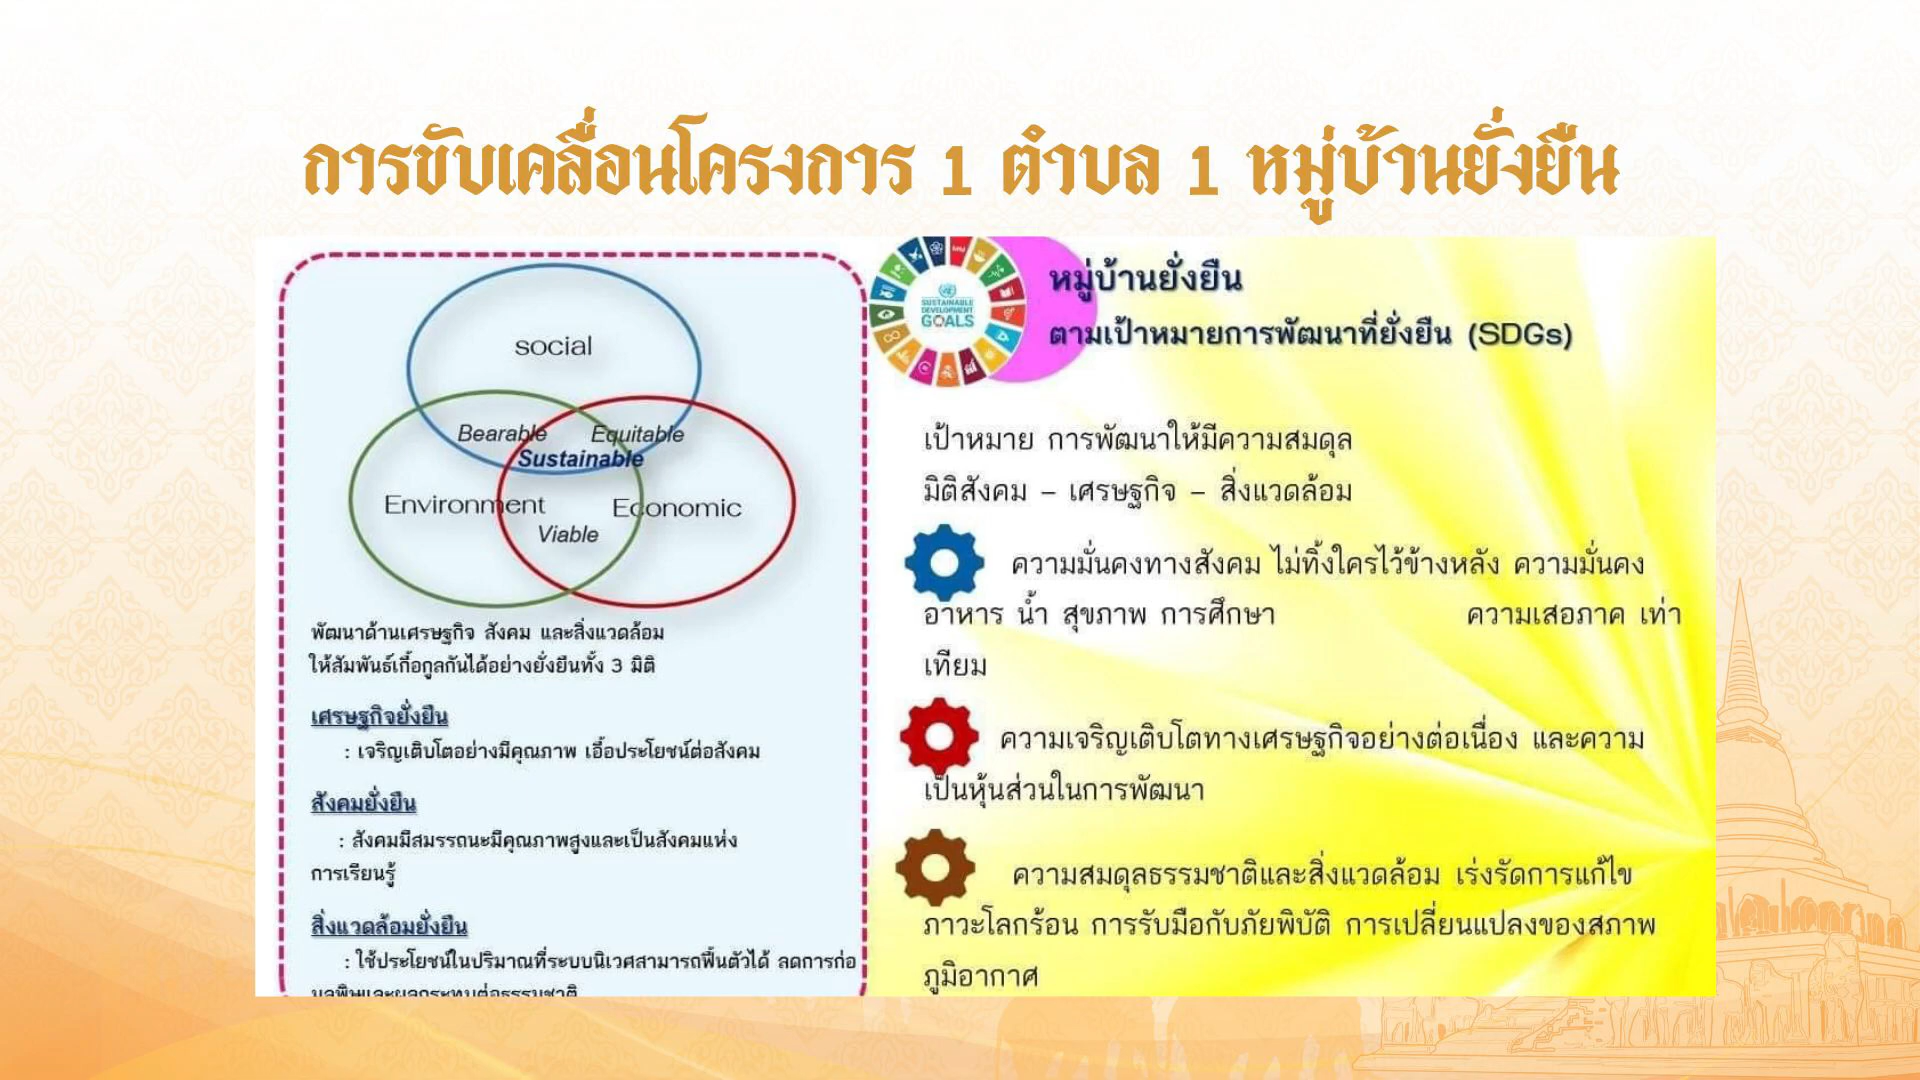 การขับเคลื่อนโครงการ 1 ตำบล 1 หมู่บ้านยั่งยืน
social
Bearable Equitable
Sustainable
Environment Economic
Viable
พัฒนาด้านเศรษฐกิจ สังคม และสิ่งแวดล้อม
ให้สัมพันธ์เกื้อกูลกันได้อย่างยั่งยืนทั้ง 3 มิติ
เศรษฐกิจยั่งยืน
: เจริญเติบโตอย่างมีคุณภาพ เอื้อประโยชน์ต่อสังคม
สังคมยั่งยืน
: สังคมมีสมรรถนะมีคุณภาพสูงและเป็นสังคมแห่ง
การเรียนรู้
สิ่งแวดล้อมยั่งยืน
: ใช้ประโยชน์ในปริมาณที่ระบบนิเวศสามารถฟื้นตัวได้ ลดการก่อ
มลพิษและผลกระทบต่อธรรมชาติ
SUSTAINABLE
DEVELOPMENT
GOALS
หมู่บ้านยั่งยืน
ตามเป้าหมายการพัฒนาที่ยั่งยืน (SDGs)
เป้าหมาย การพัฒนาให้มีความสมดุล
มิติสังคม – เศรษฐกิจ – สิ่งแวดล้อม
ความมั่นคงทางสังคม ไม่ทิ้งใครไว้ข้างหลัง ความมั่นคง
อาหาร น้ำ สุขภาพ การศึกษา ความเสอภาค เท่า
เทียม
ความเจริญเติบโตทางเศรษฐกิจอย่างต่อเนื่อง และความ
เป็นหุ้นส่วนในการพัฒนา
ความสมดุลธรรมชาติและสิ่งแวดล้อม เร่งรัดการแก้ไข
ภาวะโลกร้อน การรับมือกับภัยพิบัติ การเปลี่ยนแปลงของสภาพ
ภูมิอากาศ